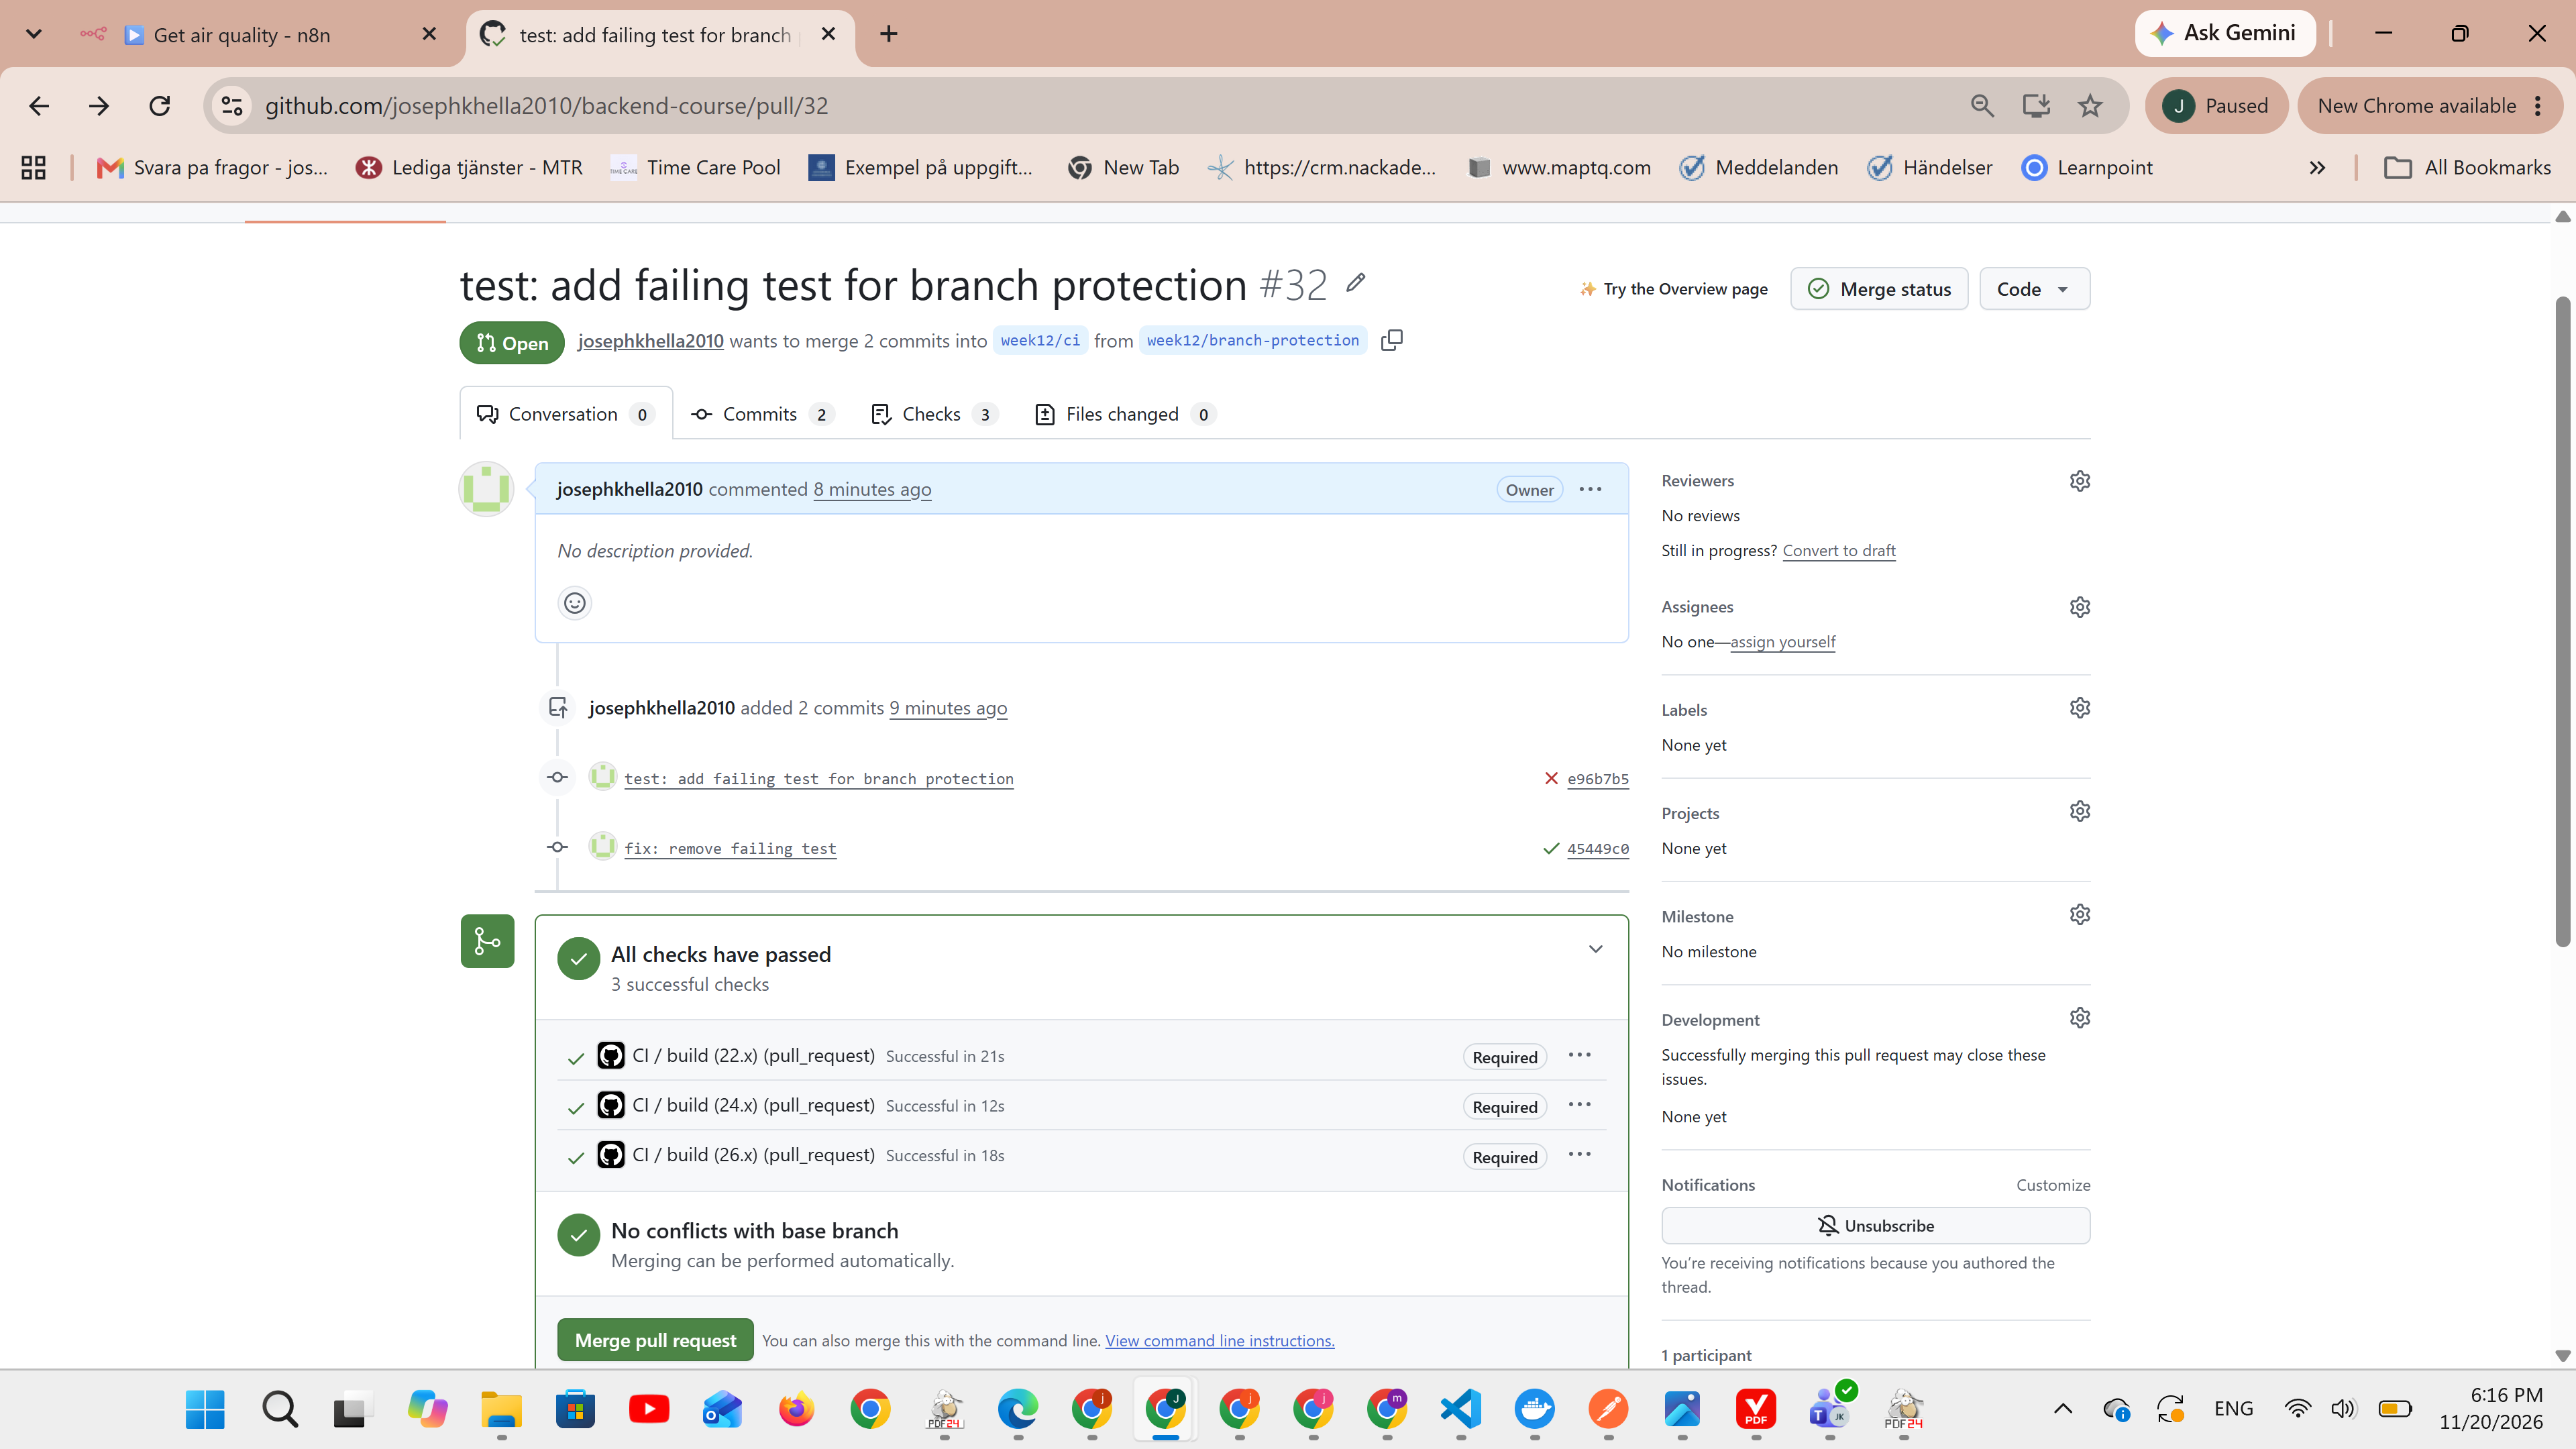 Get air quality - n8n
test: add failing test for branch
Ask Gemini
github.com/josephkhella2010/backend-course/pull/32
J
Paused
New Chrome available
Svara pa fragor - jos...
Lediga tjänster - MTR
TIME CARE
Time Care Pool
Exempel på uppgift...
New Tab
https://crm.nackade...
www.maptq.com
Meddelanden
Händelser
Learnpoint
All Bookmarks
test: add failing test for branch protection #32
Try the Overview page
Merge status
Code
Open
josephkhella2010 wants to merge 2 commits into week12/ci from week12/branch-protection
Conversation 0
Commits 2
Checks 3
Files changed 0
josephkhella2010 commented 8 minutes ago
Owner
No description provided.
josephkhella2010 added 2 commits 9 minutes ago
test: add failing test for branch protection
e96b7b5
fix: remove failing test
45449c0
All checks have passed
3 successful checks
CI / build (22.x) (pull_request) Successful in 21s
Required
CI / build (24.x) (pull_request) Successful in 12s
Required
CI / build (26.x) (pull_request) Successful in 18s
Required
No conflicts with base branch
Merging can be performed automatically.
Merge pull request
You can also merge this with the command line. View command line instructions.
Reviewers
No reviews
Still in progress? Convert to draft
Assignees
No one—assign yourself
Labels
None yet
Projects
None yet
Milestone
No milestone
Development
Successfully merging this pull request may close these
issues.
None yet
Notifications
Customize
Unsubscribe
You're receiving notifications because you authored the
thread.
1 participant
PDF24
j
J
j
j
m
PDF
T
JK
PDF24
ENG
6:16 PM
11/20/2026